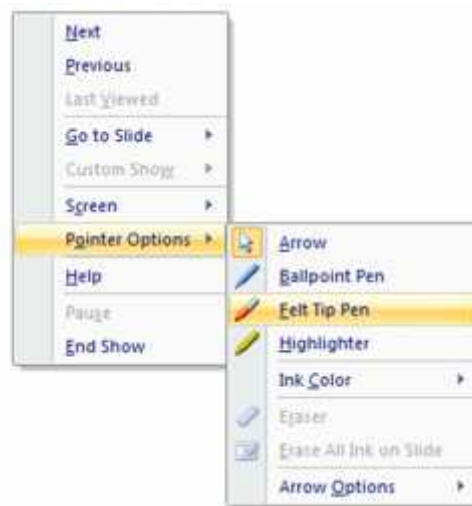 Next
Previous
Last Viewed
Go to Slide
Custom Show
Screen
Pointer Options
Help
Pause
End Show
Arrow
Ballpoint Pen
Felt Tip Pen
Highlighter
Ink Color
Eraser
Erase All Ink on Slide
Arrow Options